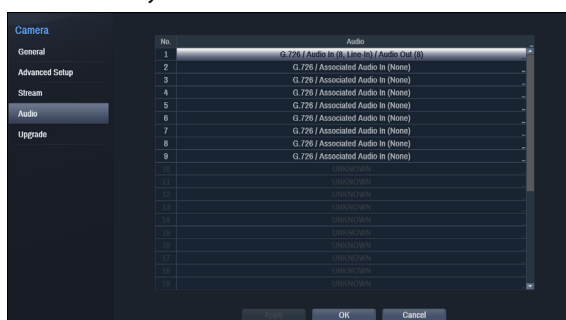 Camera
General
Advanced Setup
Stream
Audio
Upgrade
No. Audio
1 G.726 / Audio In (8, Line-In) / Audio Out (8)
2 G.726 / Associated Audio In (None)
3 G.726 / Associated Audio In (None)
4 G.726 / Associated Audio In (None)
5 G.726 / Associated Audio In (None)
6 G.726 / Associated Audio In (None)
7 G.726 / Associated Audio In (None)
8 G.726 / Associated Audio In (None)
9 G.726 / Associated Audio In (None)
10 UNKNOWN
11 UNKNOWN
12 UNKNOWN
13 UNKNOWN
14 UNKNOWN
15 UNKNOWN
16 UNKNOWN
17 UNKNOWN
18 UNKNOWN
19 UNKNOWN
Apply OK Cancel